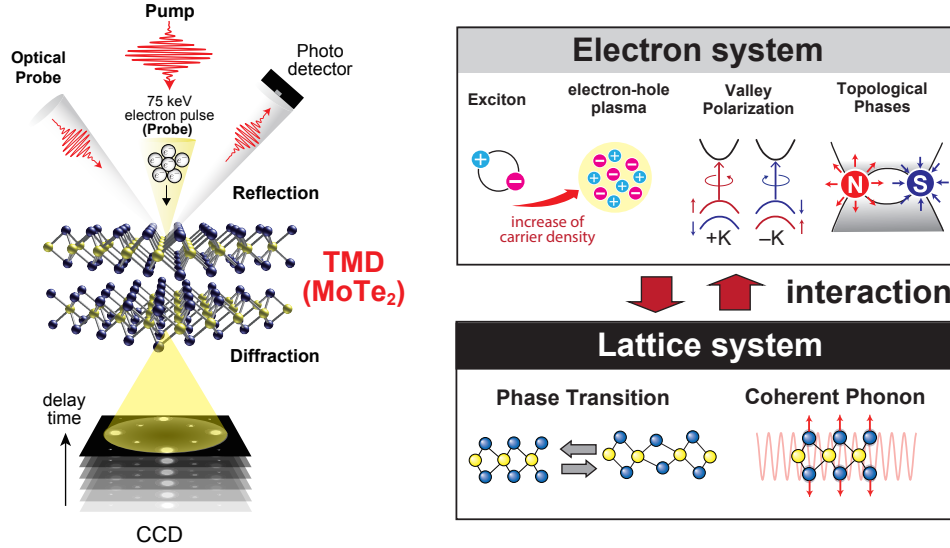 Pump
Optical
Probe
Photo
detector
75 keV
electron pulse
(Probe)
Reflection
TMD
(MoTe₂)
Diffraction
delay
time
CCD
Electron system
Exciton
electron-hole
plasma
Valley
Polarization
Topological
Phases
+
−
increase of
carrier density
+K
−K
N
S
interaction
Lattice system
Phase Transition
Coherent Phonon